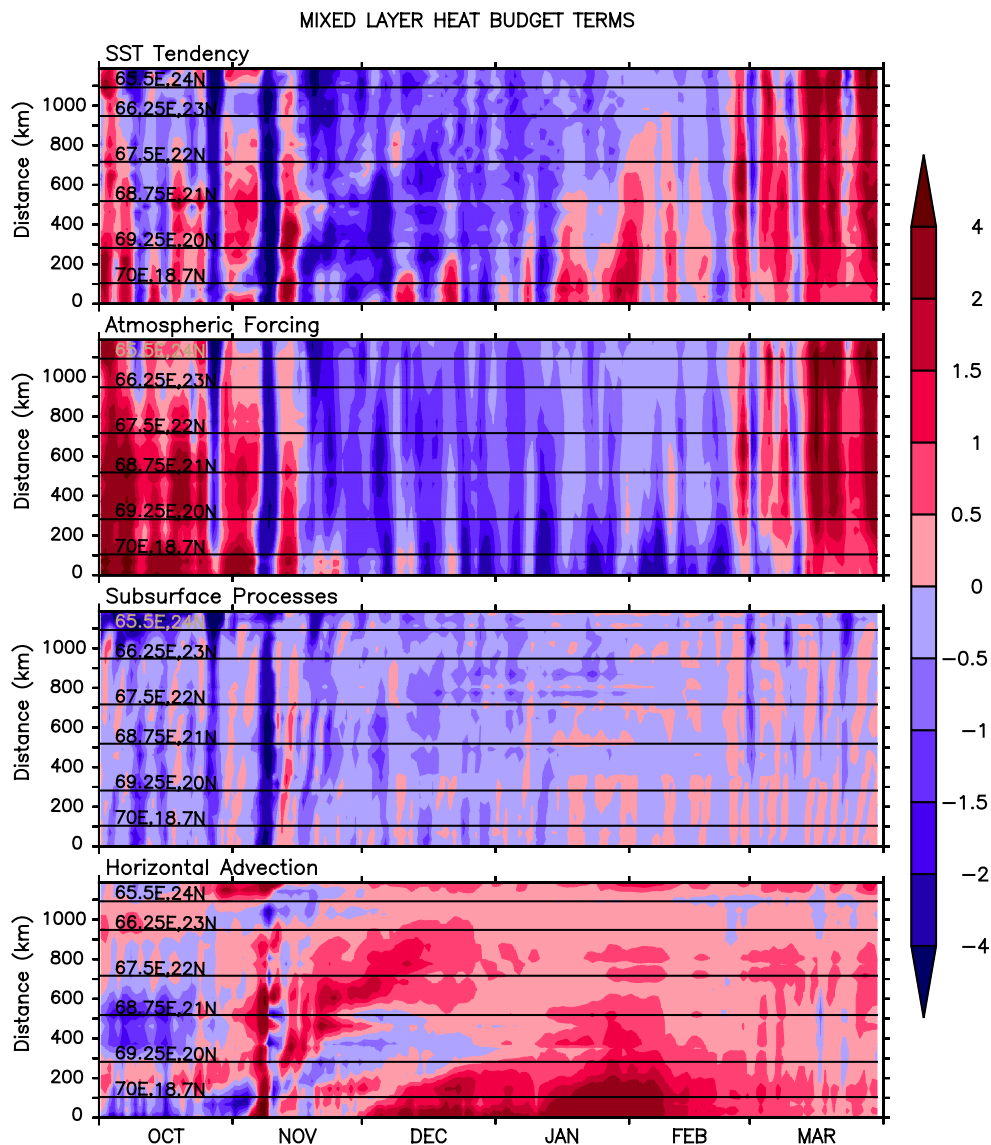 MIXED LAYER HEAT BUDGET TERMS
SST Tendency
Distance (km)
1000
800
600
400
200
0
65.5E,24N
66.25E,23N
67.5E,22N
68.75E,21N
69.25E,20N
70E,18.7N
Atmospheric Forcing
Distance (km)
1000
800
600
400
200
0
65.5E,24N
66.25E,23N
67.5E,22N
68.75E,21N
69.25E,20N
70E,18.7N
Subsurface Processes
Distance (km)
1000
800
600
400
200
0
65.5E,24N
66.25E,23N
67.5E,22N
68.75E,21N
69.25E,20N
70E,18.7N
Horizontal Advection
Distance (km)
1000
800
600
400
200
0
65.5E,24N
66.25E,23N
67.5E,22N
68.75E,21N
69.25E,20N
70E,18.7N
OCT NOV DEC JAN FEB MAR
4
2
1.5
1
0.5
0
−0.5
−1
−1.5
−2
−4